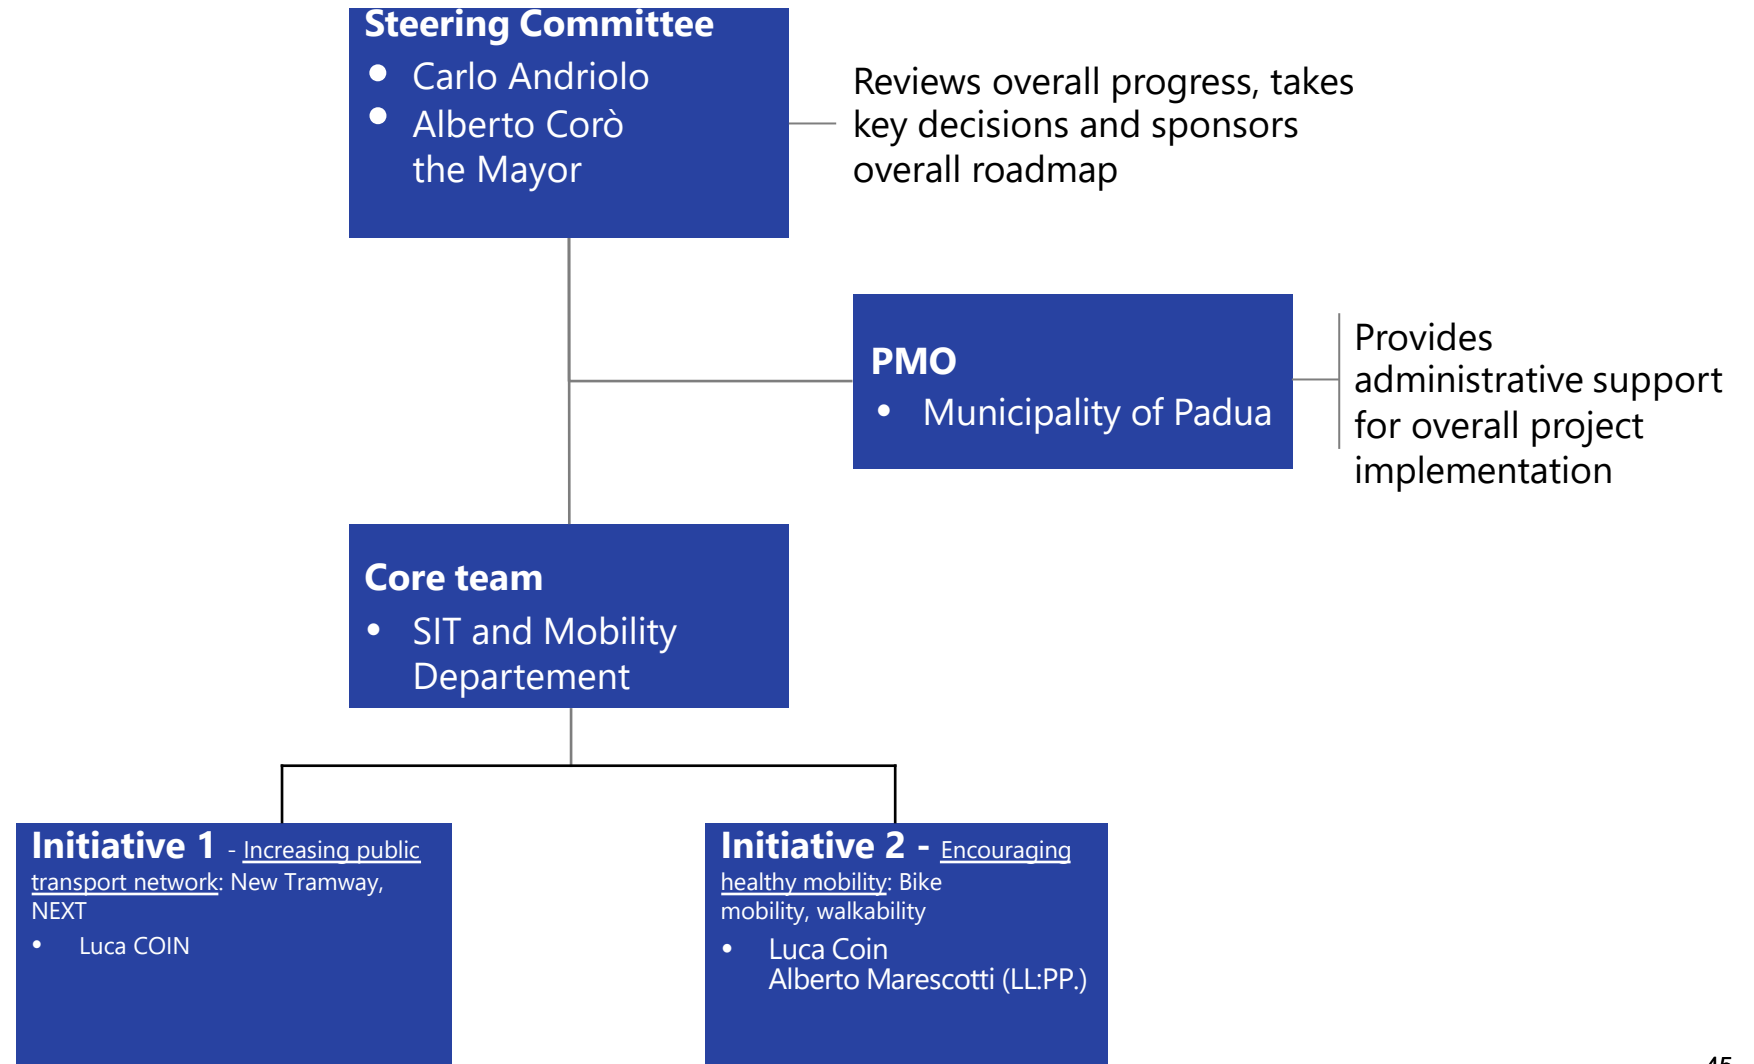 Steering Committee
• Carlo Andriolo
• Alberto Corò
the Mayor
Reviews overall progress, takes
key decisions and sponsors
overall roadmap
PMO
• Municipality of Padua
Provides
administrative support
for overall project
implementation
Core team
• SIT and Mobility
Departement
Initiative 1 - Increasing public
transport network: New Tramway,
NEXT
• Luca COIN
Initiative 2 - Encouraging
healthy mobility: Bike
mobility, walkability
• Luca Coin
Alberto Marescotti (LL:PP.)
45